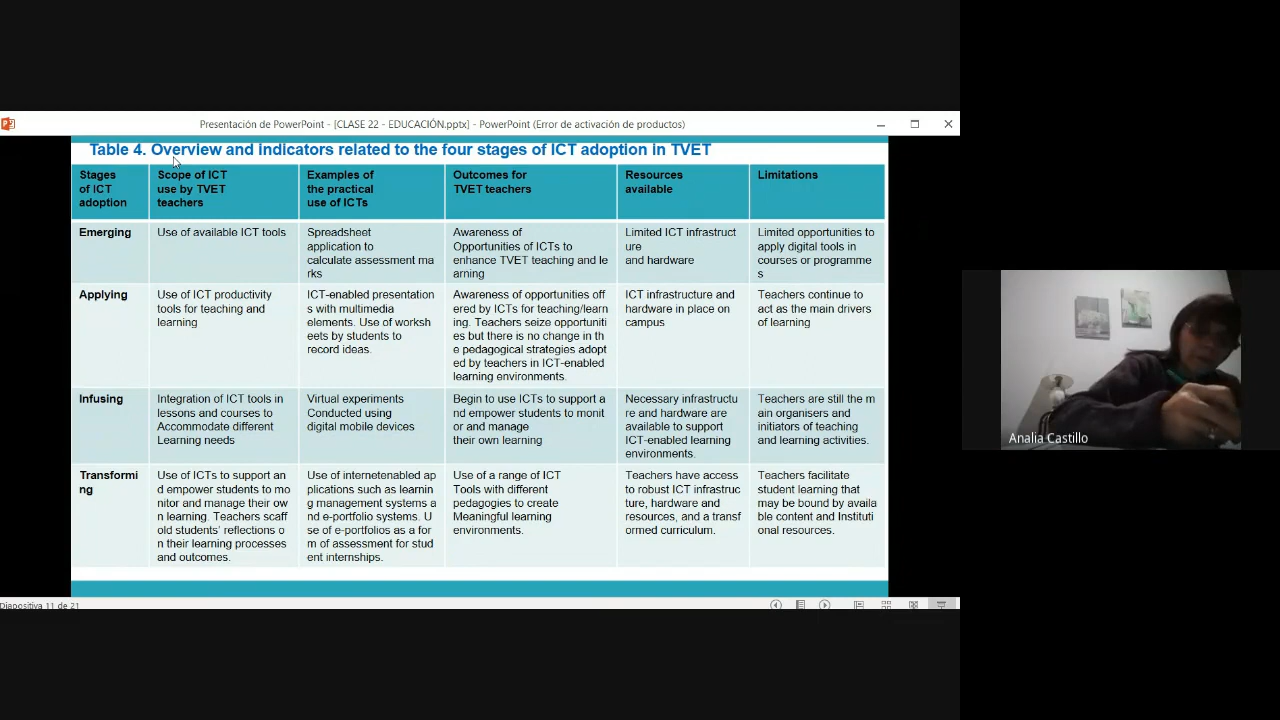 Presentación de PowerPoint - [CLASE 22 - EDUCACIÓN.pptx] - PowerPoint (Error de activación de productos)
Table 4. Overview and indicators related to the four stages of ICT adoption in TVET
Stages
of ICT
adoption
Scope of ICT
use by TVET
teachers
Examples of
the practical
use of ICTs
Outcomes for
TVET teachers
Resources
available
Limitations
Emerging
Use of available ICT tools
Spreadsheet
application to
calculate assessment ma
rks
Awareness of
Opportunities of ICTs to
enhance TVET teaching and le
arning
Limited ICT infrastruct
ure
and hardware
Limited opportunities to
apply digital tools in
courses or programme
s
Applying
Use of ICT productivity
tools for teaching and
learning
ICT-enabled presentation
s with multimedia
elements. Use of worksh
eets by students to
record ideas.
Awareness of opportunities off
ered by ICTs for teaching/learn
ing. Teachers seize opportuniti
es but there is no change in th
e pedagogical strategies adopt
ed by teachers in ICT-enabled
learning environments.
ICT infrastructure and
hardware in place on
campus
Teachers continue to
act as the main drivers
of learning
Infusing
Integration of ICT tools in
lessons and courses to
Accommodate different
Learning needs
Virtual experiments
Conducted using
digital mobile devices
Begin to use ICTs to support a
nd empower students to monit
or and manage
their own learning
Necessary infrastructu
re and hardware are
available to support
ICT-enabled learning
environments.
Teachers are still the m
ain organisers and
initiators of teaching
and learning activities.
Transformi
ng
Use of ICTs to support an
d empower students to mo
nitor and manage their ow
n learning. Teachers scaff
old students' reflections o
n their learning processes
and outcomes.
Use of internetenabled ap
plications such as learnin
g management systems a
nd e-portfolio systems. U
se of e-portfolios as a for
m of assessment for stud
ent internships.
Use of a range of ICT
Tools with different
pedagogies to create
Meaningful learning
environments.
Teachers have access
to robust ICT infrastruc
ture, hardware and
resources, and a transf
ormed curriculum.
Teachers facilitate
student learning that
may be bound by availa
ble content and Instituti
onal resources.
Diapositiva 11 de 21
Analia Castillo